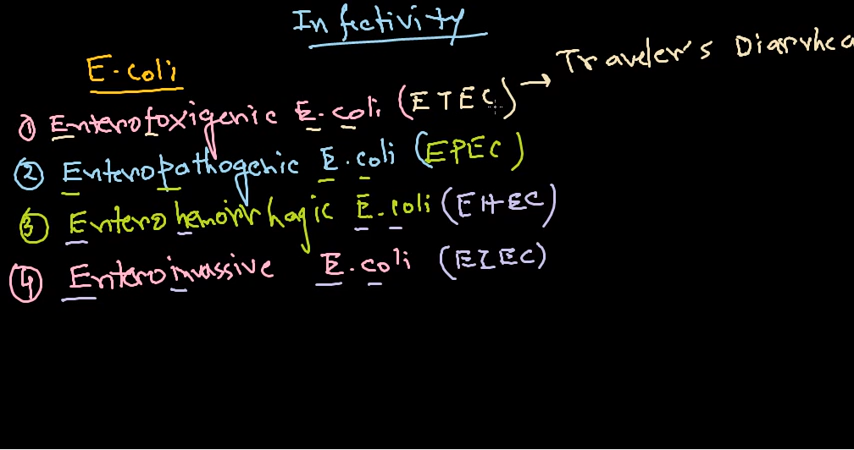 Infectivity
E-coli
① Enterotoxigenic E.coli (ETEC) → Traveler's Diarrhea
② Enteropathogenic E.coli (EPEC)
③ Enterohemorrhagic E.coli (EHEC)
④ Enteroinvassive E.coli (EIEC)